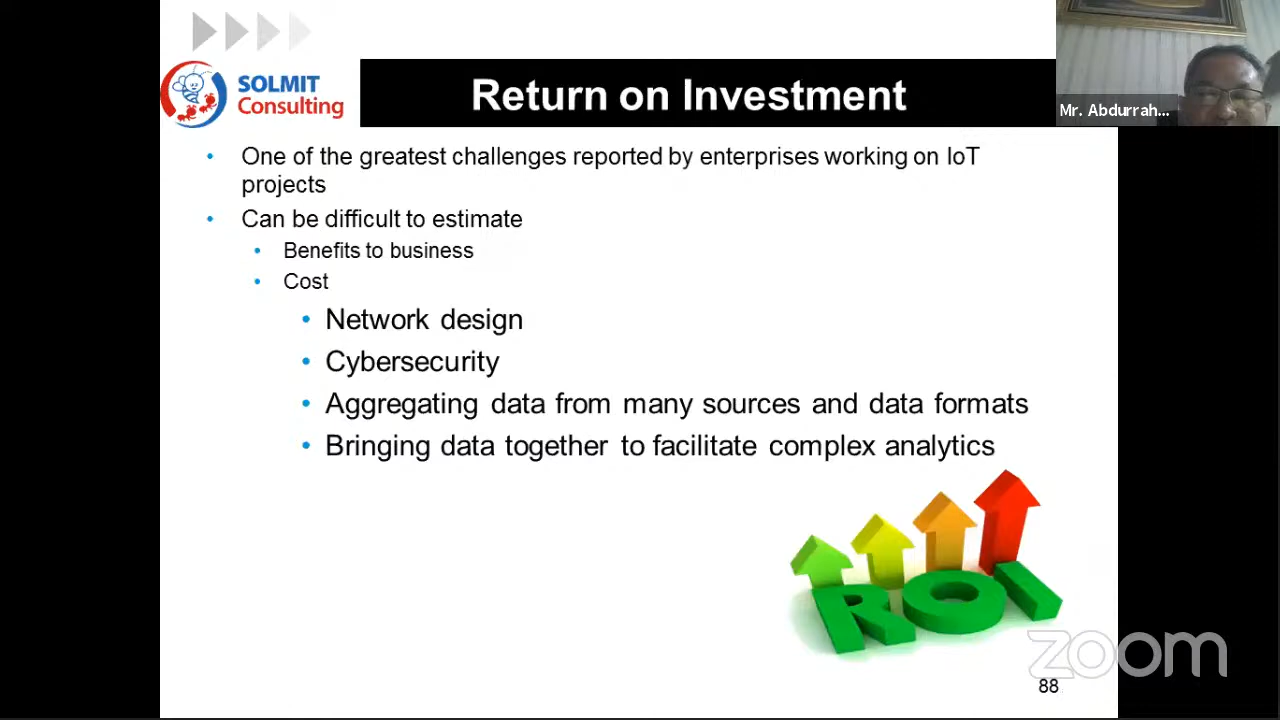 SOLMIT
Consulting
Return on Investment
Mr. Abdurrah...
• One of the greatest challenges reported by enterprises working on IoT
projects
• Can be difficult to estimate
• Benefits to business
• Cost
• Network design
• Cybersecurity
• Aggregating data from many sources and data formats
• Bringing data together to facilitate complex analytics
ROI
zoom
88